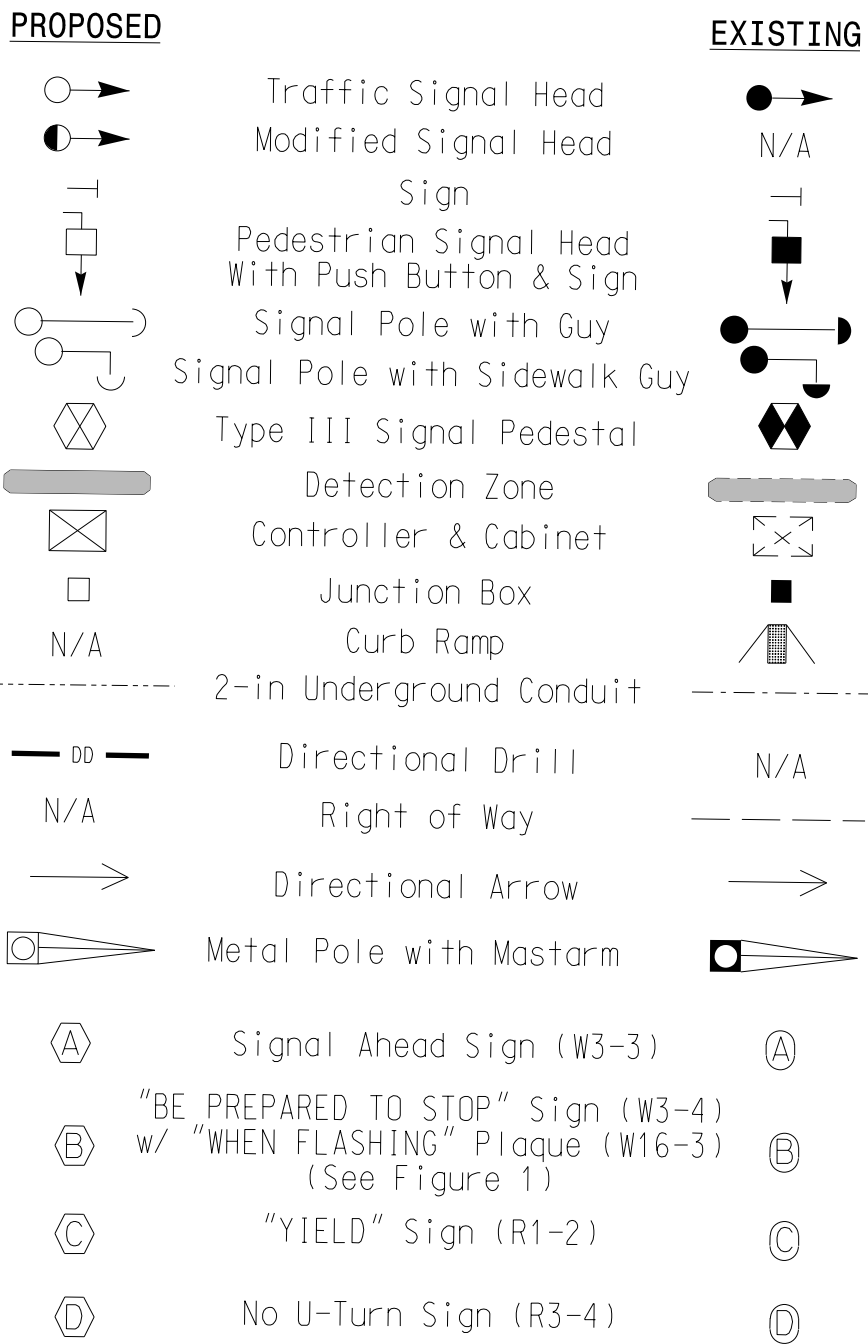 PROPOSED EXISTING
Traffic Signal Head
Modified Signal Head N/A
Sign
Pedestrian Signal Head
With Push Button & Sign
Signal Pole with Guy
Signal Pole with Sidewalk Guy
Type III Signal Pedestal
Detection Zone
Controller & Cabinet
Junction Box
N/A Curb Ramp
2-in Underground Conduit
DD Directional Drill N/A
N/A Right of Way
Directional Arrow
Metal Pole with Mastarm
A Signal Ahead Sign (W3-3) A
"BE PREPARED TO STOP" Sign (W3-4)
B w/ "WHEN FLASHING" Plaque (W16-3) B
(See Figure 1)
C "YIELD" Sign (R1-2) C
D No U-Turn Sign (R3-4) D